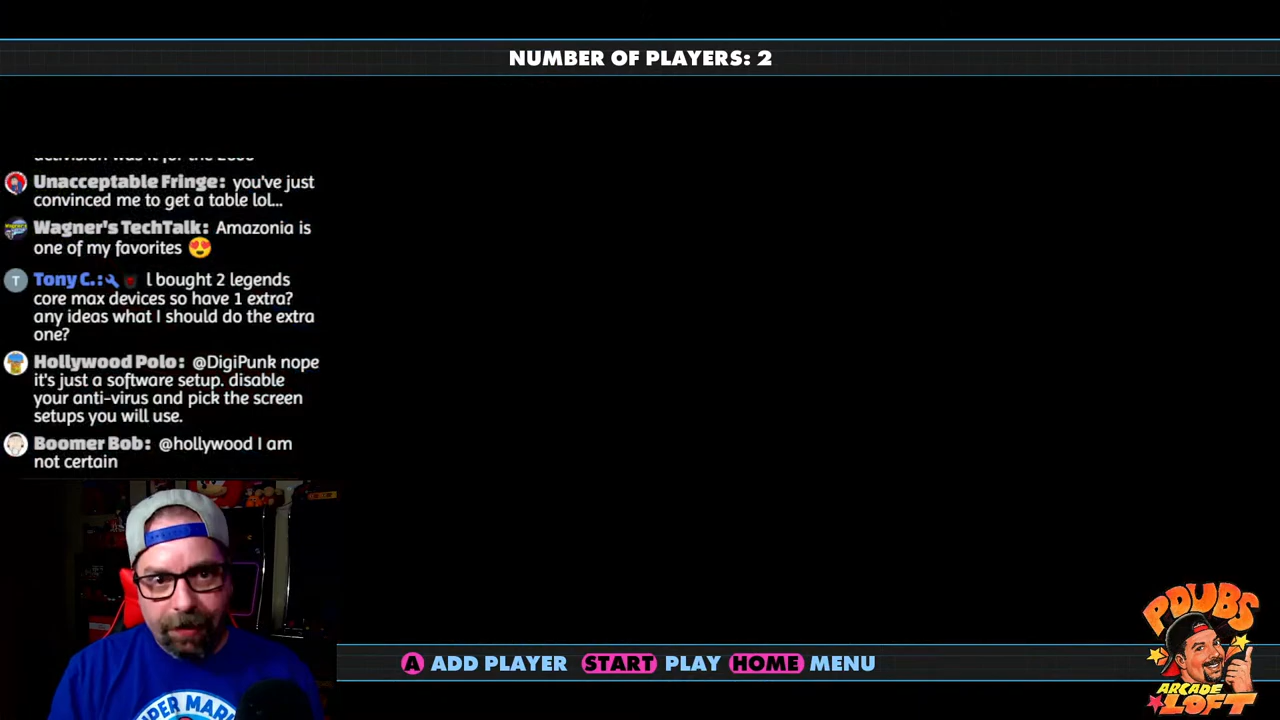 NUMBER OF PLAYERS: 2
Unacceptable Fringe: you've just
convinced me to get a table lol...
Wagner's TechTalk: Amazonia is
one of my favorites 😍
T Tony C.: l bought 2 legends
core max devices so have 1 extra?
any ideas what I should do the extra
one?
Hollywood Polo: @DigiPunk nope
it's just a software setup. disable
your anti-virus and pick the screen
setups you will use.
Boomer Bob: @hollywood I am
not certain
SUPER MAR
A ADD PLAYER START PLAY HOME MENU
PDUBS
ARCADE
LOFT